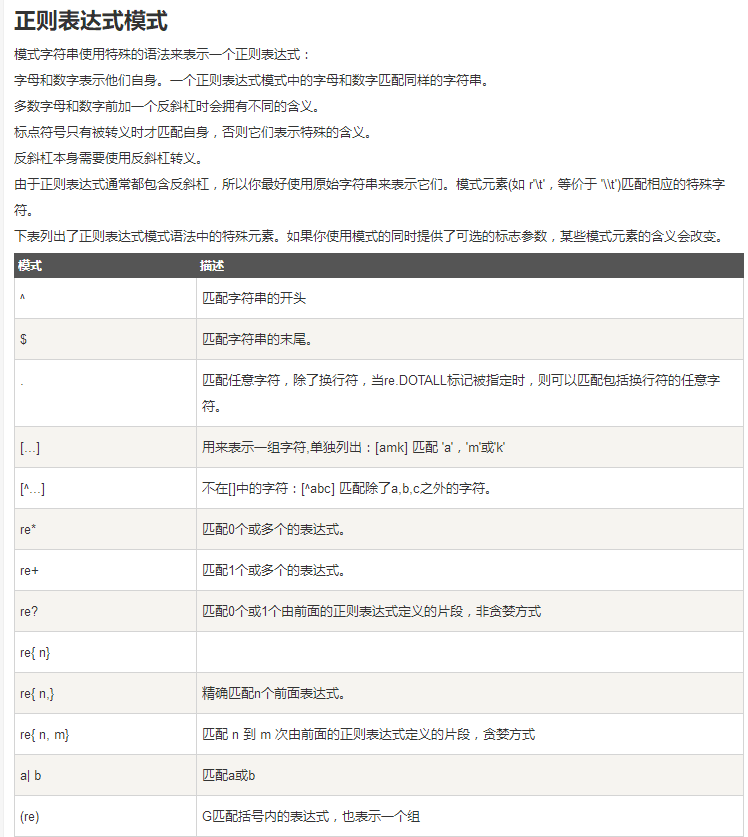 正则表达式模式
模式字符串使用特殊的语法来表示一个正则表达式：
字母和数字表示他们自身。一个正则表达式模式中的字母和数字匹配同样的字符串。
多数字母和数字前加一个反斜杠时会拥有不同的含义。
标点符号只有被转义时才匹配自身，否则它们表示特殊的含义。
反斜杠本身需要使用反斜杠转义。
由于正则表达式通常都包含反斜杠，所以你最好使用原始字符串来表示它们。模式元素(如 r'\t'，等价于 '\\t')匹配相应的特殊字
符。
下表列出了正则表达式模式语法中的特殊元素。如果你使用模式的同时提供了可选的标志参数，某些模式元素的含义会改变。
模式 描述
^ 匹配字符串的开头
$ 匹配字符串的末尾。
. 匹配任意字符，除了换行符，当re.DOTALL标记被指定时，则可以匹配包括换行符的任意字
符。
[...] 用来表示一组字符,单独列出：[amk] 匹配 'a'，'m'或'k'
[^...] 不在[]中的字符：[^abc] 匹配除了a,b,c之外的字符。
re* 匹配0个或多个的表达式。
re+ 匹配1个或多个的表达式。
re? 匹配0个或1个由前面的正则表达式定义的片段，非贪婪方式
re{ n}
re{ n,} 精确匹配n个前面表达式。
re{ n, m} 匹配 n 到 m 次由前面的正则表达式定义的片段，贪婪方式
a| b 匹配a或b
(re) G匹配括号内的表达式，也表示一个组